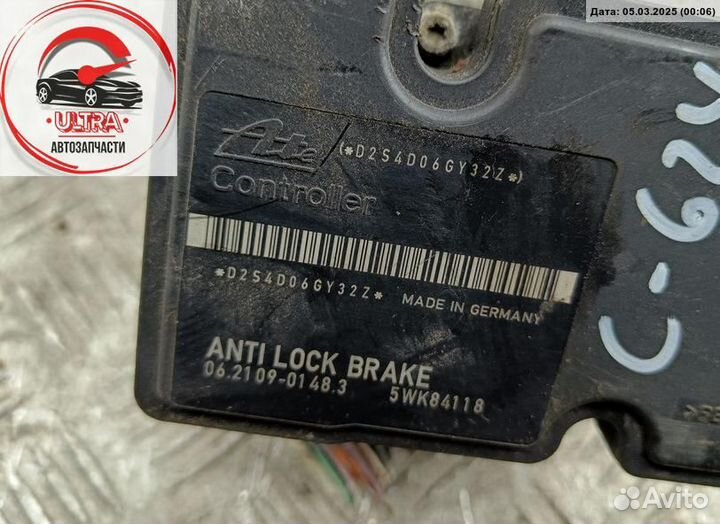 Дата: 05.03.2025 (00:06)
ULTRA
АВТОЗАПЧАСТИ
Ate
(*D2S4D06GY32Z*)
Controller
*D2S4D06GY32Z*
MADE IN GERMANY
ANTI LOCK BRAKE
06.2109-0148.3
5WK84118
Avito